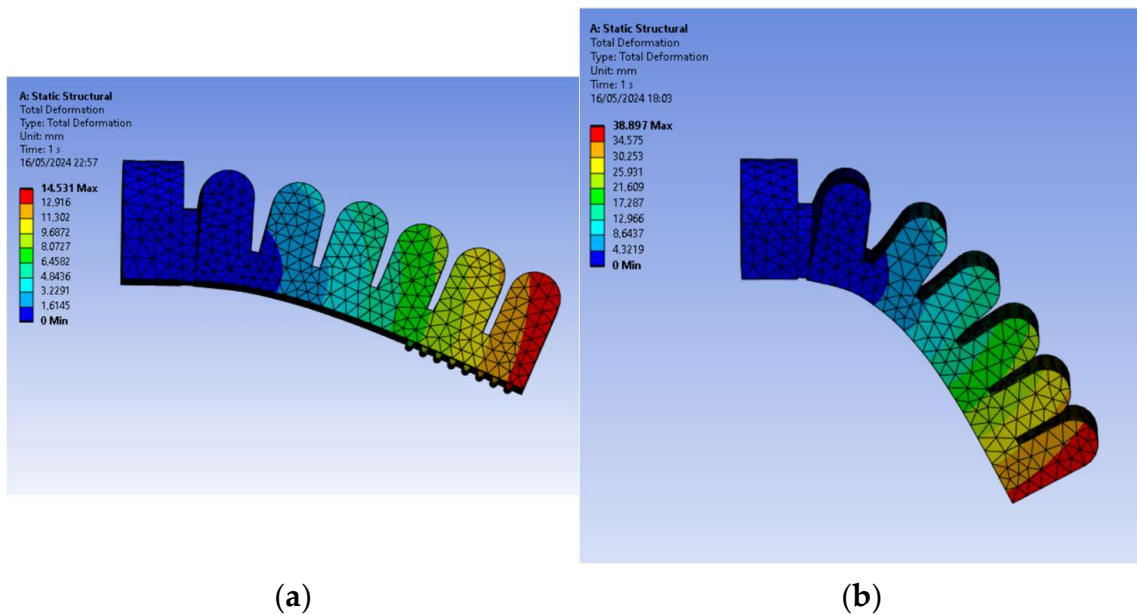 A: Static Structural
Total Deformation
Type: Total Deformation
Unit: mm
Time: 1 s
16/05/2024 22:57
14.531 Max
12.916
11.302
9.6872
8.0727
6.4582
4.8436
3.2291
1.6145
0 Min
(a)
A: Static Structural
Total Deformation
Type: Total Deformation
Unit: mm
Time: 1 s
16/05/2024 18:03
38.897 Max
34.575
30.253
25.931
21.609
17.287
12.966
8.6437
4.3219
0 Min
(b)